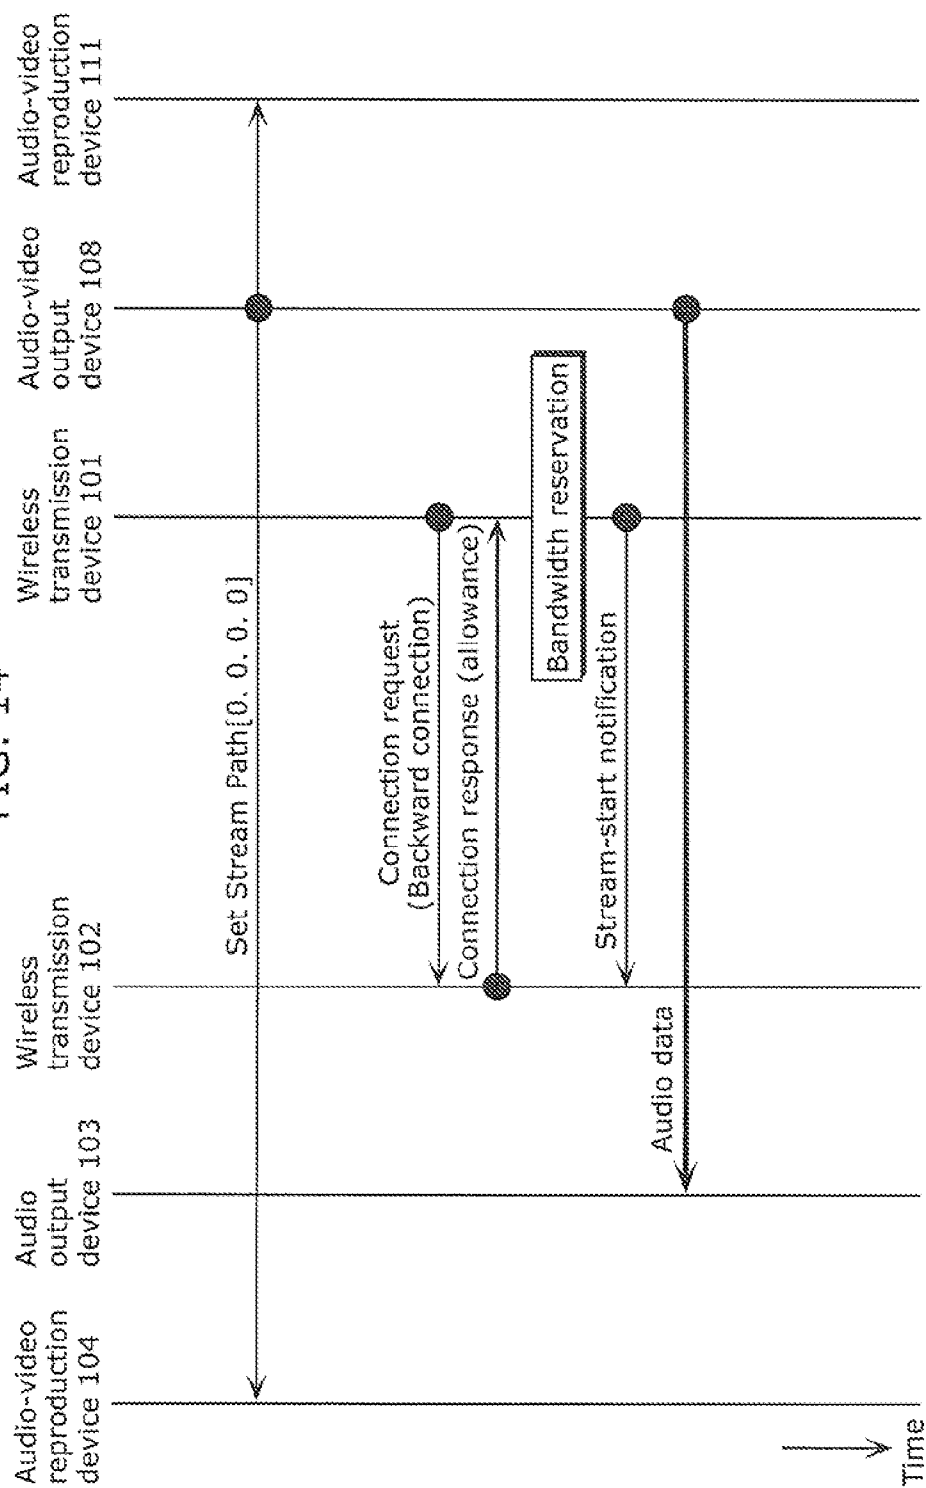 FIG. 14
Audio-video
reproduction
device 104
Audio
output
device 103
Wireless
transmission
device 102
Wireless
transmission
device 101
Audio-video
output
device 108
Audio-video
reproduction
device 111
Set Stream Path[0. 0. 0. 0]
Connection request
(Backward connection)
Connection response (allowance)
Bandwidth reservation
Stream-start notification
Audio data
Time